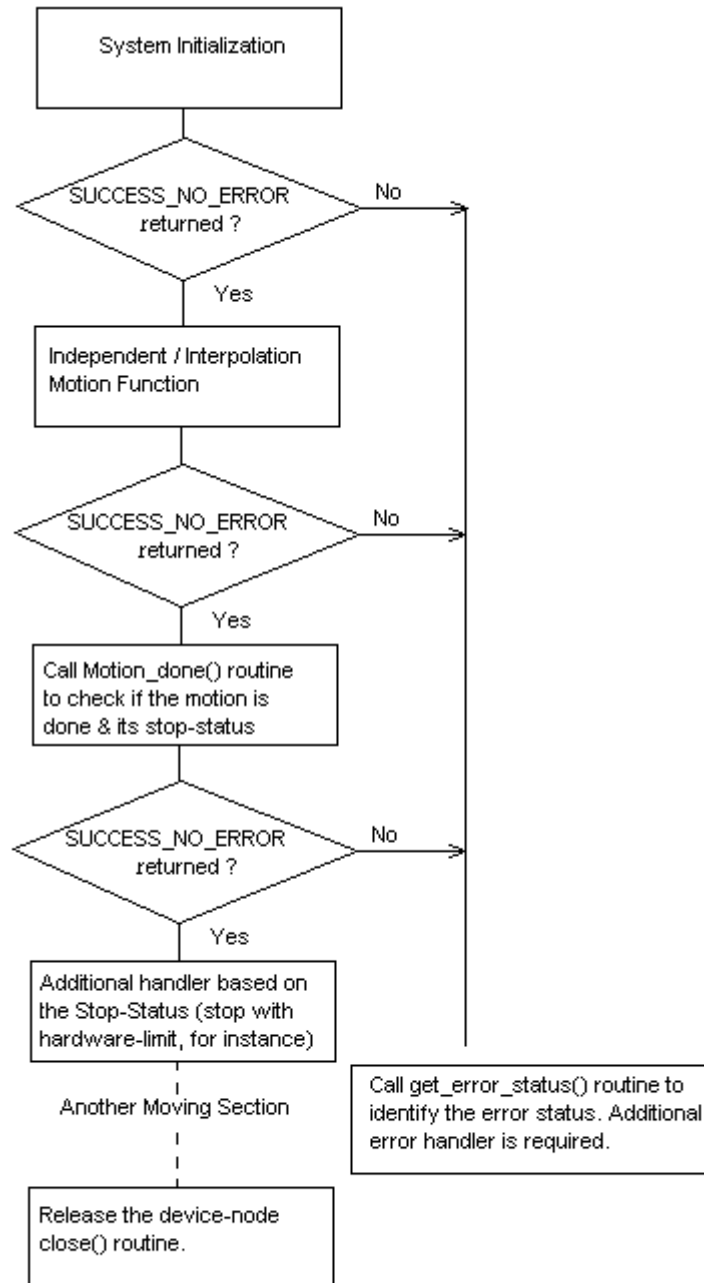 System Initialization
SUCCESS_NO_ERROR
returned ?
No
Yes
Independent / Interpolation
Motion Function
SUCCESS_NO_ERROR
returned ?
No
Yes
Call Motion_done() routine
to check if the motion is
done & its stop-status
SUCCESS_NO_ERROR
returned ?
No
Yes
Additional handler based on
the Stop-Status (stop with
hardware-limit, for instance)
Another Moving Section
Call get_error_status() routine to
identify the error status. Additional
error handler is required.
Release the device-node
close() routine.